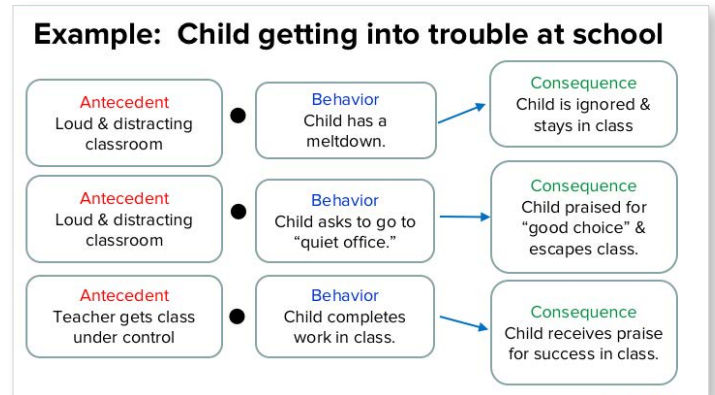 Example:  Child getting into trouble at school
Antecedent
Loud & distracting
classroom
Behavior
Child has a
meltdown.
Consequence
Child is ignored &
stays in class
Antecedent
Loud & distracting
classroom
Behavior
Child asks to go to
“quiet office.”
Consequence
Child praised for
“good choice” &
escapes class.
Antecedent
Teacher gets class
under control
Behavior
Child completes
work in class.
Consequence
Child receives praise
for success in class.